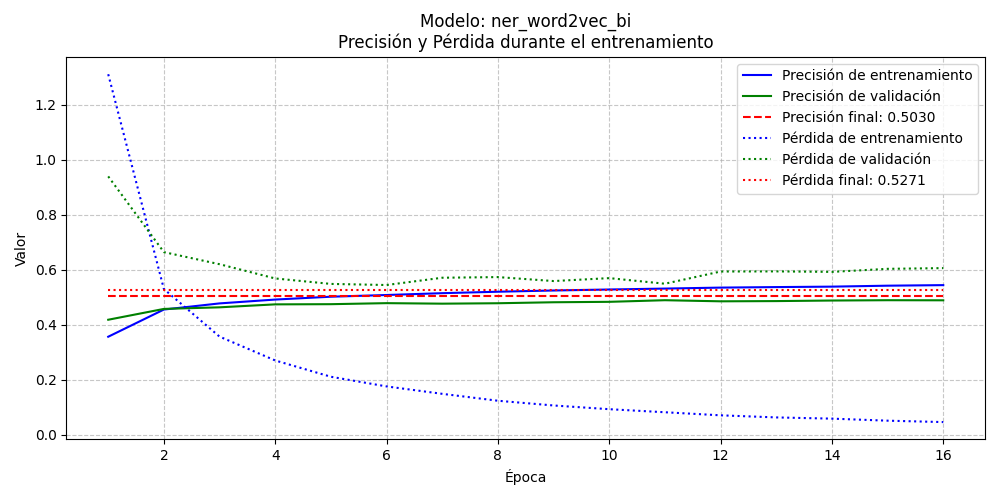 Modelo: ner_word2vec_bi
Precisión y Pérdida durante el entrenamiento
Precisión de entrenamiento
Precisión de validación
Precisión final: 0.5030
Pérdida de entrenamiento
Pérdida de validación
Pérdida final: 0.5271
Valor
1.2
1.0
0.8
0.6
0.4
0.2
0.0
2 4 6 8 10 12 14 16
Época